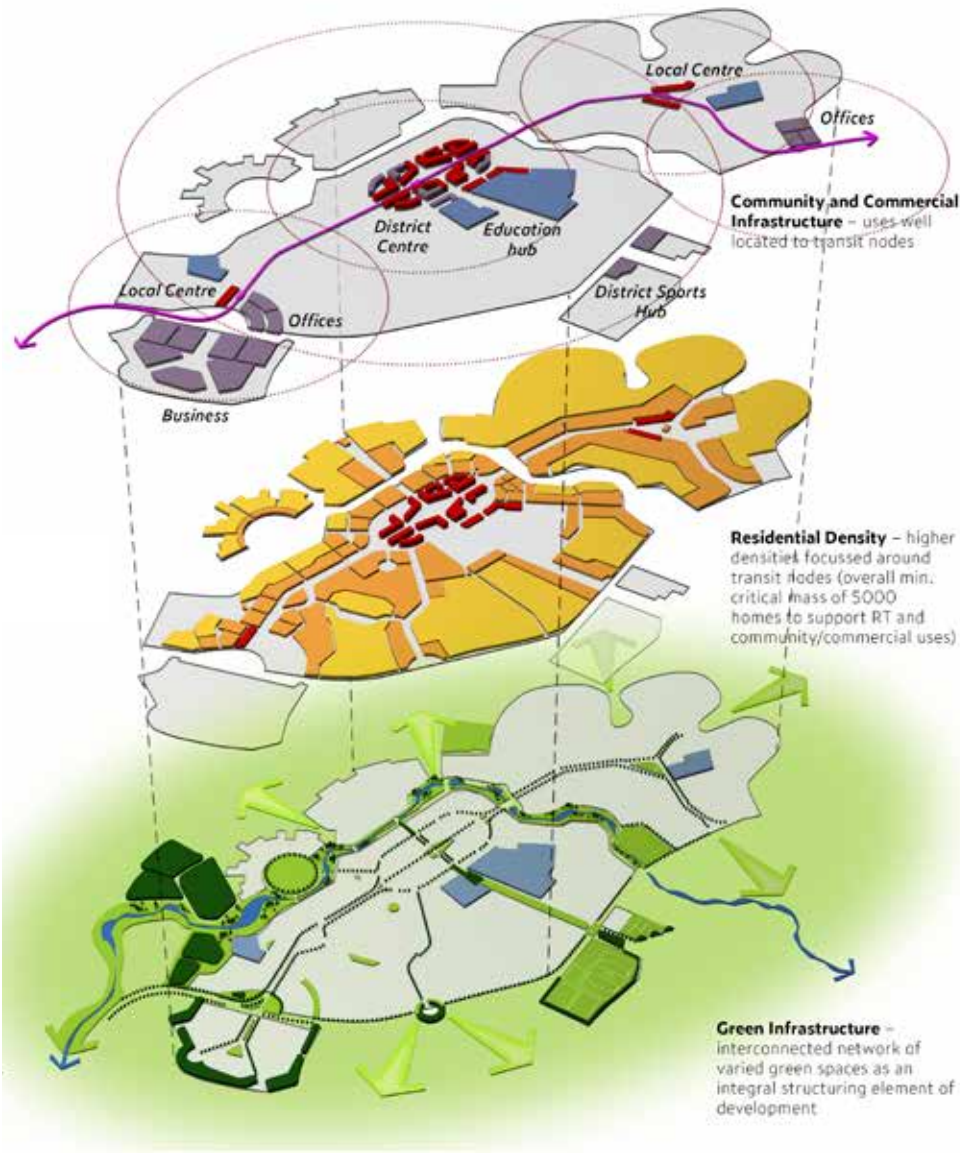 Local Centre
Offices
Community and Commercial
Infrastructure – uses well
located to transit nodes
District
Centre
Education
hub
District Sports
Hub
Local Centre
Offices
Business
Residential Density – higher
densities focussed around
transit nodes (overall min.
critical mass of 5000
homes to support RT and
community/commercial uses)
Green Infrastructure –
interconnected network of
varied green spaces as an
integral structuring element of
development